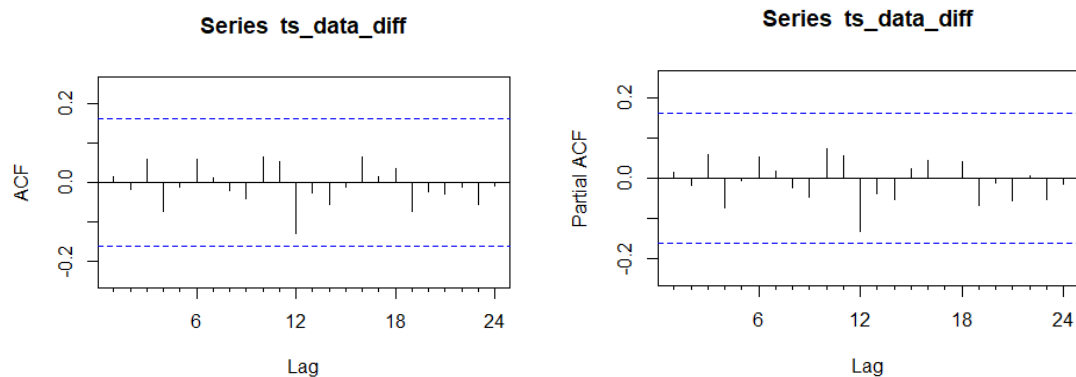 Series ts_data_diff
ACF
0.2
0.0
-0.2
6 12 18 24
Lag
Series ts_data_diff
Partial ACF
0.2
0.0
-0.2
6 12 18 24
Lag